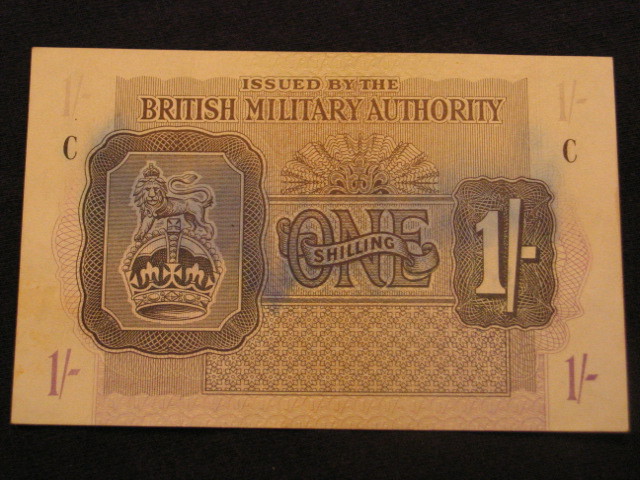 1/-
ISSUED BY THE
1/-
BRITISH MILITARY AUTHORITY
C
C
ONE
SHILLING
1/-
1/-
1/-